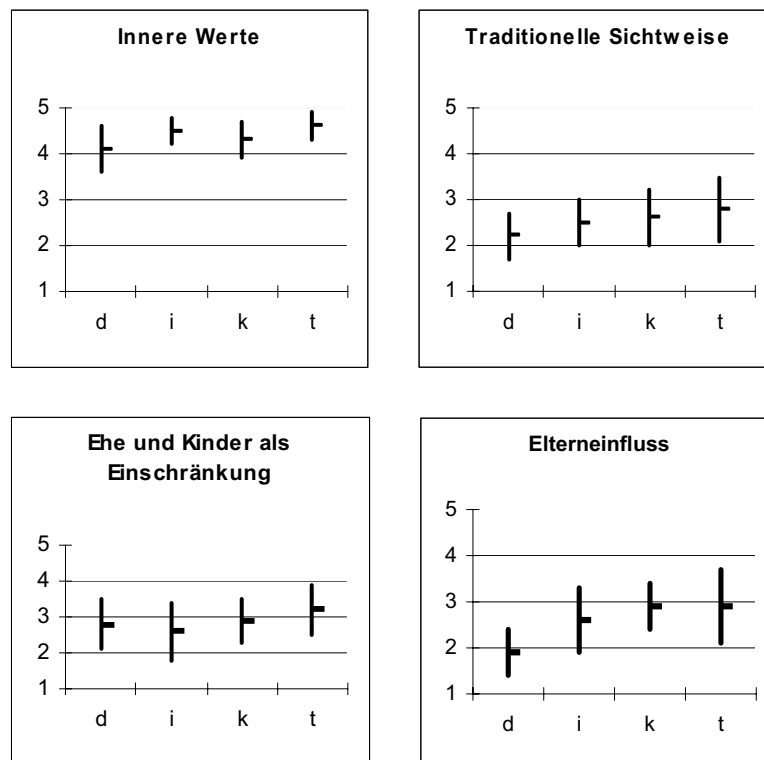 Innere Werte
5
4
3
2
1
d i k t
Traditionelle Sichtweise
5
4
3
2
1
d i k t
Ehe und Kinder als
Einschränkung
5
4
3
2
1
d i k t
Elterneinfluss
5
4
3
2
1
d i k t